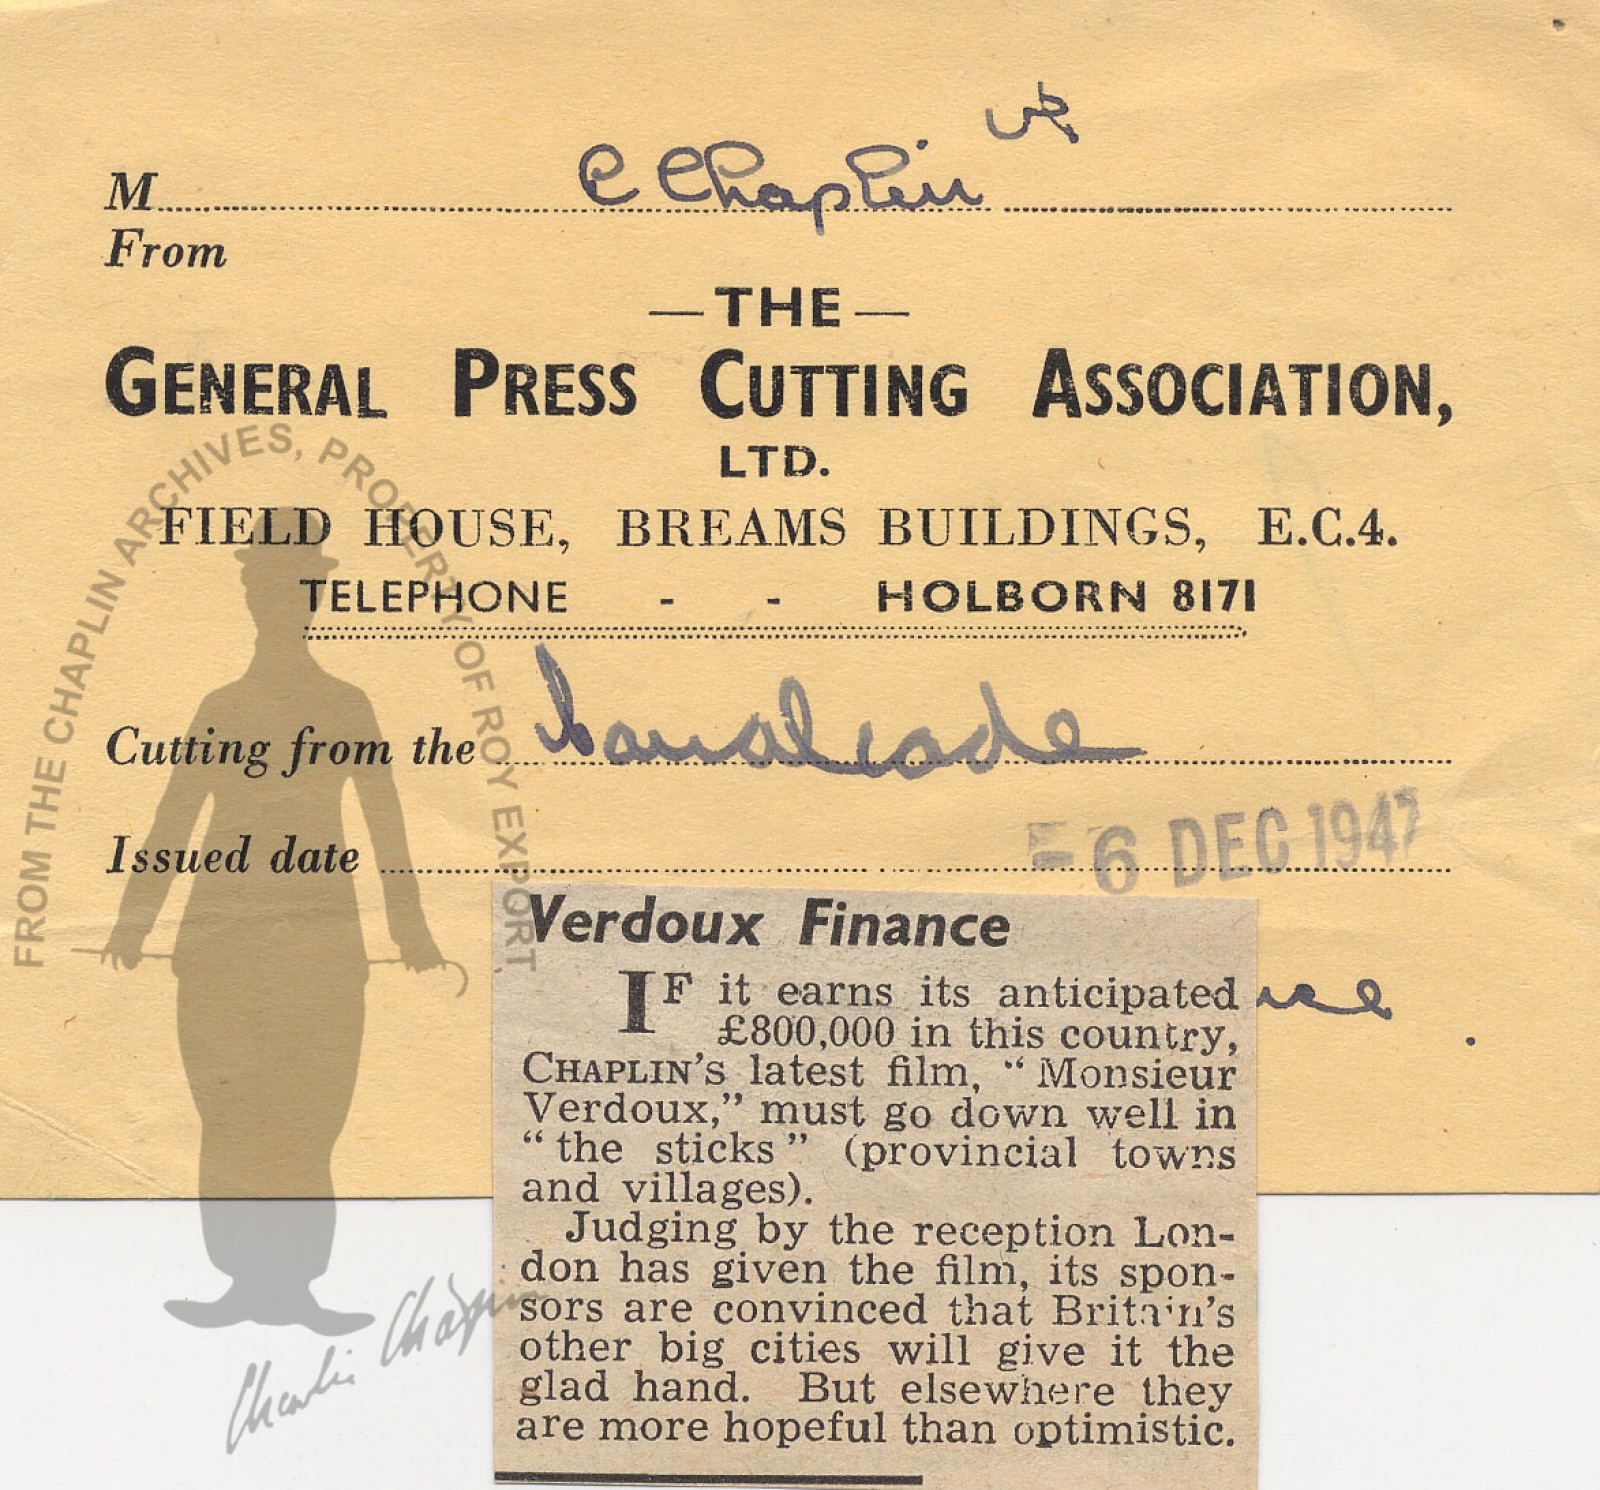 M C Chaplin
From
— THE —
GENERAL PRESS CUTTING ASSOCIATION,
LTD.
FIELD HOUSE, BREAMS BUILDINGS, E.C.4.
TELEPHONE - - HOLBORN 8171
Cutting from the Cavalcade
Issued date - 6 DEC 1947
Verdoux Finance
IF it earns its anticipated
£800,000 in this country,
CHAPLIN'S latest film, "Monsieur
Verdoux," must go down well in
"the sticks" (provincial towns
and villages).
Judging by the reception Lon-
don has given the film, its spon-
sors are convinced that Britain's
other big cities will give it the
glad hand. But elsewhere they
are more hopeful than optimistic.
FROM THE CHAPLIN ARCHIVES, PROPERTY OF ROY EXPORT
Charlie Chaplin